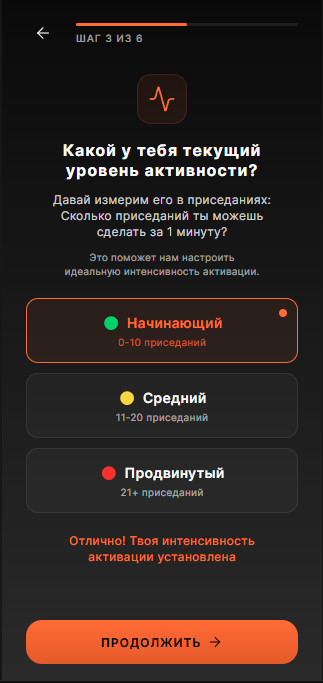 ШАГ 3 ИЗ 6
Какой у тебя текущий
уровень активности?
Давай измерим его в приседаниях:
Сколько приседаний ты можешь
сделать за 1 минуту?
Это поможет нам настроить
идеальную интенсивность активации.
Начинающий
0-10 приседаний
Средний
11-20 приседаний
Продвинутый
21+ приседаний
Отлично! Твоя интенсивность
активации установлена
ПРОДОЛЖИТЬ →